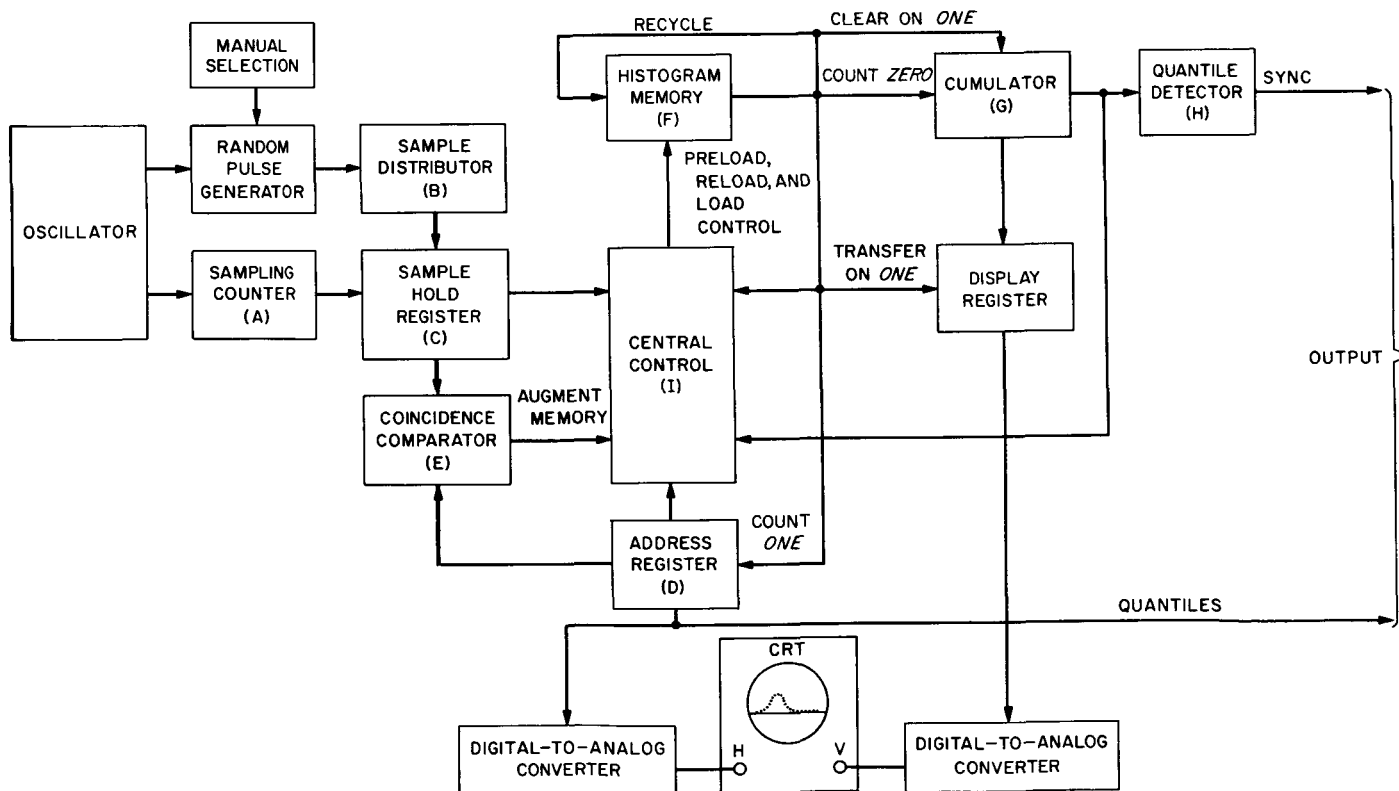 RECYCLE
CLEAR ON ONE
MANUAL
SELECTION
HISTOGRAM
MEMORY
(F)
COUNT ZERO
CUMULATOR
(G)
QUANTILE
DETECTOR
(H)
SYNC
OSCILLATOR
RANDOM
PULSE
GENERATOR
SAMPLE
DISTRIBUTOR
(B)
PRELOAD,
RELOAD, AND
LOAD
CONTROL
SAMPLING
COUNTER
(A)
SAMPLE
HOLD
REGISTER
(C)
CENTRAL
CONTROL
(I)
TRANSFER
ON ONE
DISPLAY
REGISTER
OUTPUT
COINCIDENCE
COMPARATOR
(E)
AUGMENT
MEMORY
ADDRESS
REGISTER
(D)
COUNT
ONE
QUANTILES
CRT
H
V
DIGITAL-TO-ANALOG
CONVERTER
DIGITAL-TO-ANALOG
CONVERTER